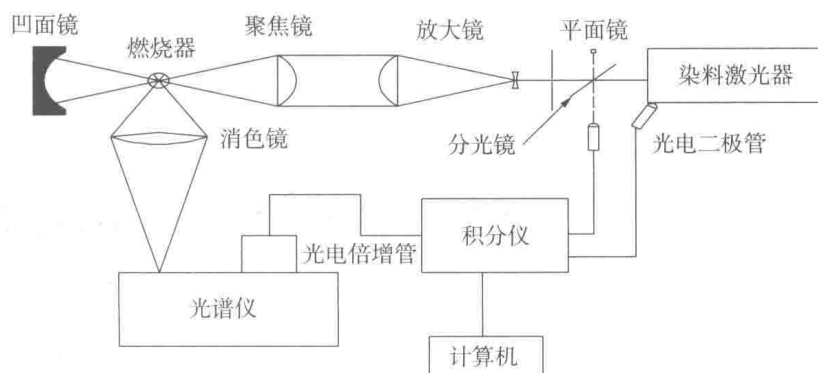 凹面镜
燃烧器
聚焦镜
放大镜
平面镜
染料激光器
消色镜
分光镜
光电二极管
光电倍增管
积分仪
光谱仪
计算机